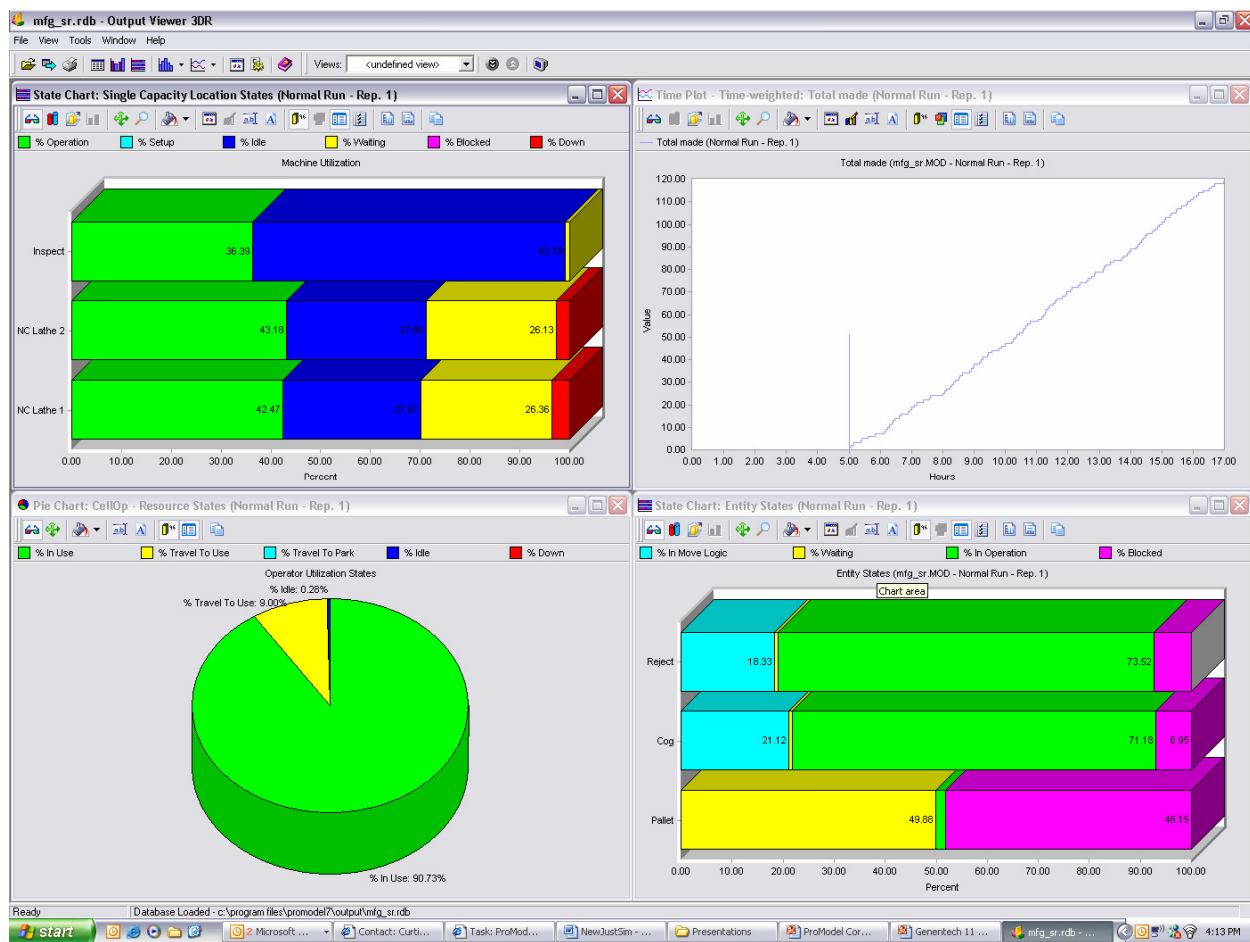 mfg_sr.rdb - Output Viewer 3DR
File View Tools Window Help
Views: <undefined view>
State Chart: Single Capacity Location States (Normal Run - Rep. 1)
% Operation % Setup % Idle % Waiting % Blocked % Down
Machine Utilization
Inspect 36.39 62.78
NC Lathe 2 43.18 26.13
NC Lathe 1 42.47 27.67 26.36
0.00 10.00 20.00 30.00 40.00 50.00 60.00 70.00 80.00 90.00 100.00
Percent
Time Plot - Time-weighted: Total made (Normal Run - Rep. 1)
Total made (Normal Run - Rep. 1)
Total made (mfg_sr.MOD - Normal Run - Rep. 1)
120.00
110.00
100.00
90.00
80.00
70.00
60.00
50.00
40.00
30.00
20.00
10.00
0.00
Value
0.00 1.00 2.00 3.00 4.00 5.00 6.00 7.00 8.00 9.00 10.00 11.00 12.00 13.00 14.00 15.00 16.00 17.00
Hours
Pie Chart: CellOp - Resource States (Normal Run - Rep. 1)
% In Use % Travel To Use % Travel To Park % Idle % Down
Operator Utilization States
% Idle: 0.28%
% Travel To Use: 9.00%
% In Use: 90.73%
State Chart: Entity States (Normal Run - Rep. 1)
% In Move Logic % Waiting % In Operation % Blocked
Entity States (mfg_sr.MOD - Normal Run - Rep. 1)
Chart area
Reject 18.33 73.52
Cog 21.12 71.18 6.95
Pallet 49.88 48.15
0.00 10.00 20.00 30.00 40.00 50.00 60.00 70.00 80.00 90.00 100.00
Percent
Ready Database Loaded - c:\program files\promodel7\output\mfg_sr.rdb
start 2 Microsoft ... Contact: Curti... Task: ProMod... NewJustSim - ... Presentations ProModel Cor... Genentech 11 ... mfg_sr.rdb - ... 4:13 PM